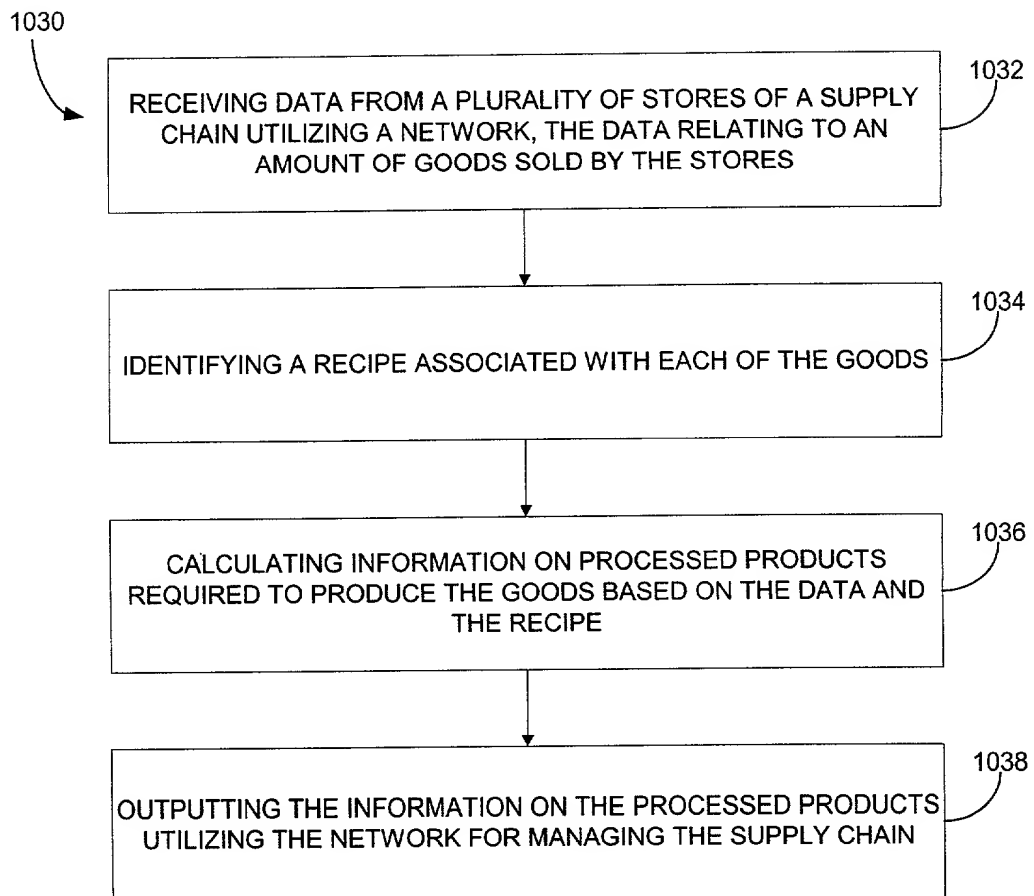 1030
1032
RECEIVING DATA FROM A PLURALITY OF STORES OF A SUPPLY
CHAIN UTILIZING A NETWORK, THE DATA RELATING TO AN
AMOUNT OF GOODS SOLD BY THE STORES
1034
IDENTIFYING A RECIPE ASSOCIATED WITH EACH OF THE GOODS
1036
CALCULATING INFORMATION ON PROCESSED PRODUCTS
REQUIRED TO PRODUCE THE GOODS BASED ON THE DATA AND
THE RECIPE
1038
OUTPUTTING THE INFORMATION ON THE PROCESSED PRODUCTS
UTILIZING THE NETWORK FOR MANAGING THE SUPPLY CHAIN